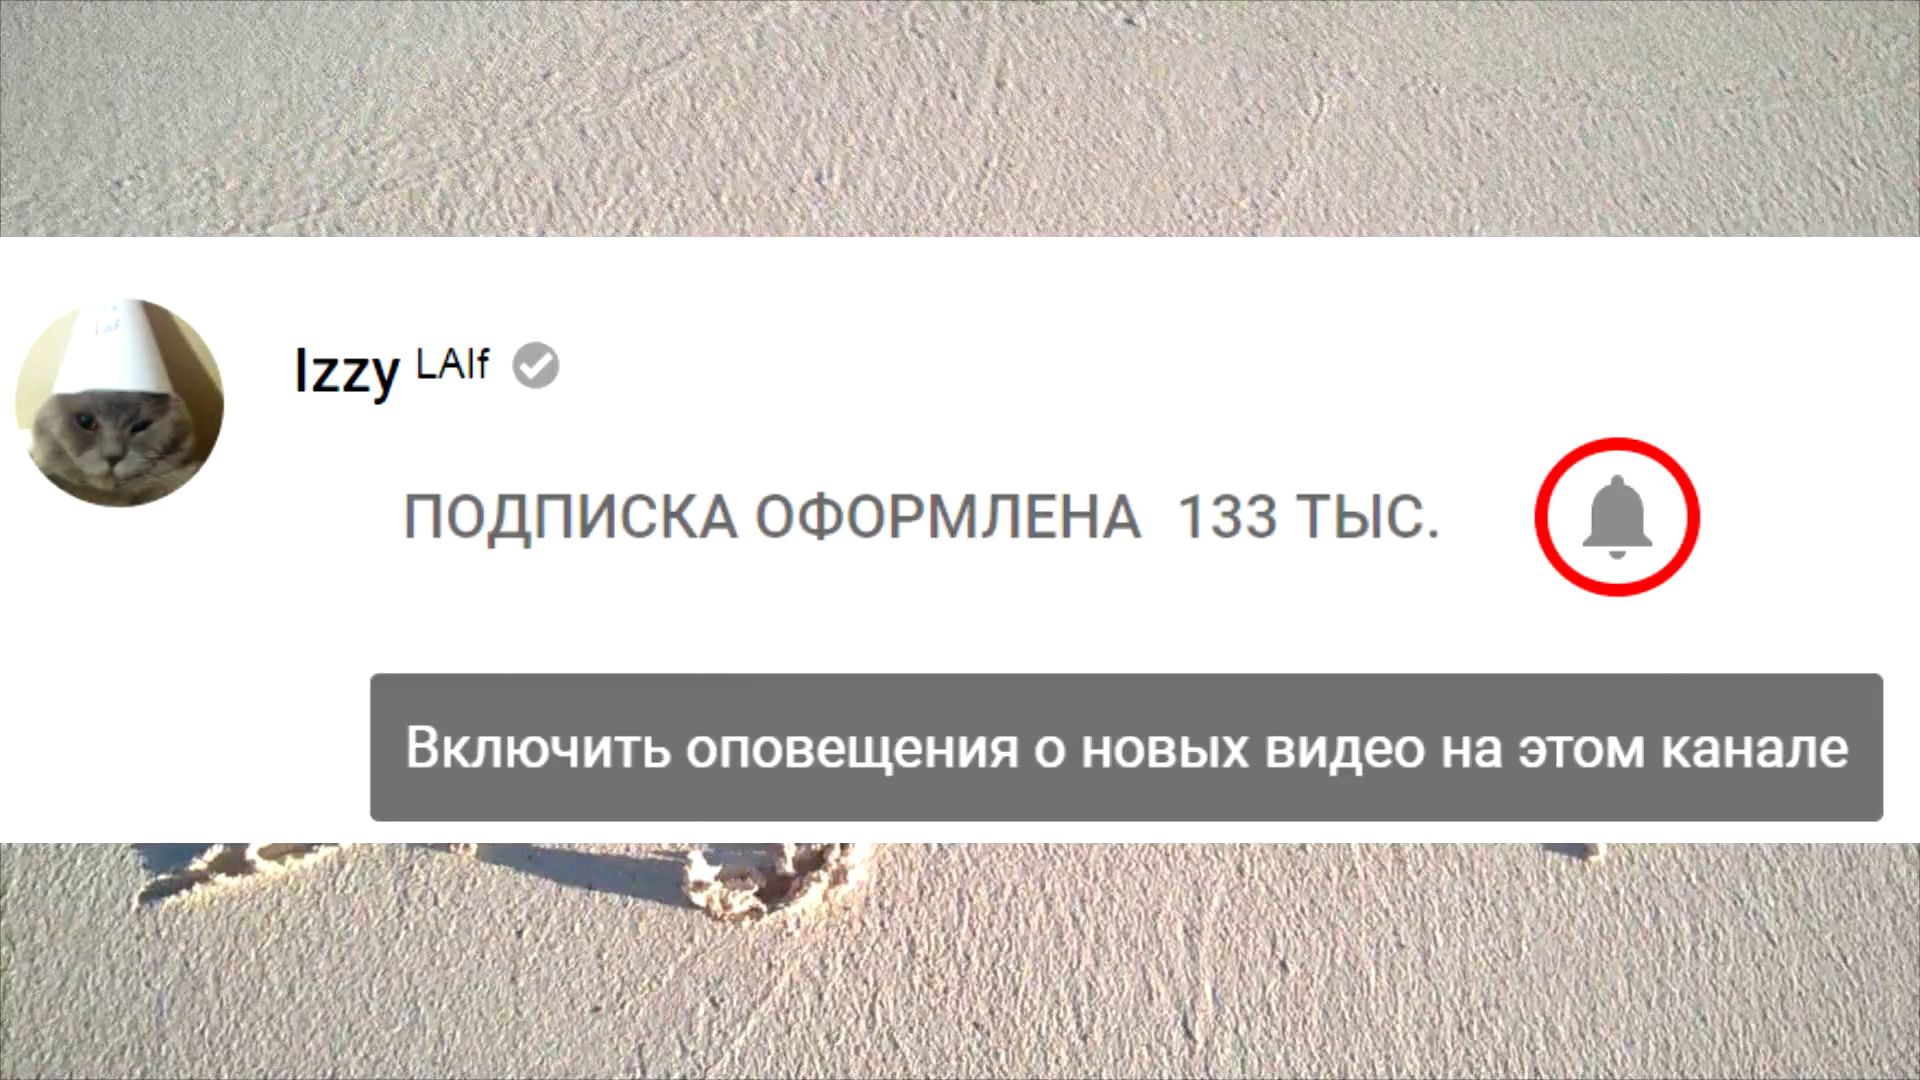 Izzy LAIf
ПОДПИСКА ОФОРМЛЕНА 133 ТЫС.
Включить оповещения о новых видео на этом канале